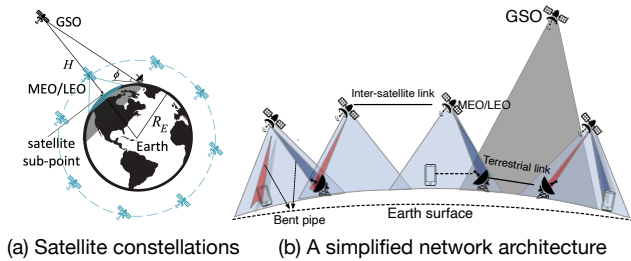 GSO
H
ϕ
MEO/LEO
R_E
satellite
sub-point
Earth
GSO
Inter-satellite link
MEO/LEO
Terrestrial link
Bent pipe
Earth surface
(a) Satellite constellations
(b) A simplified network architecture